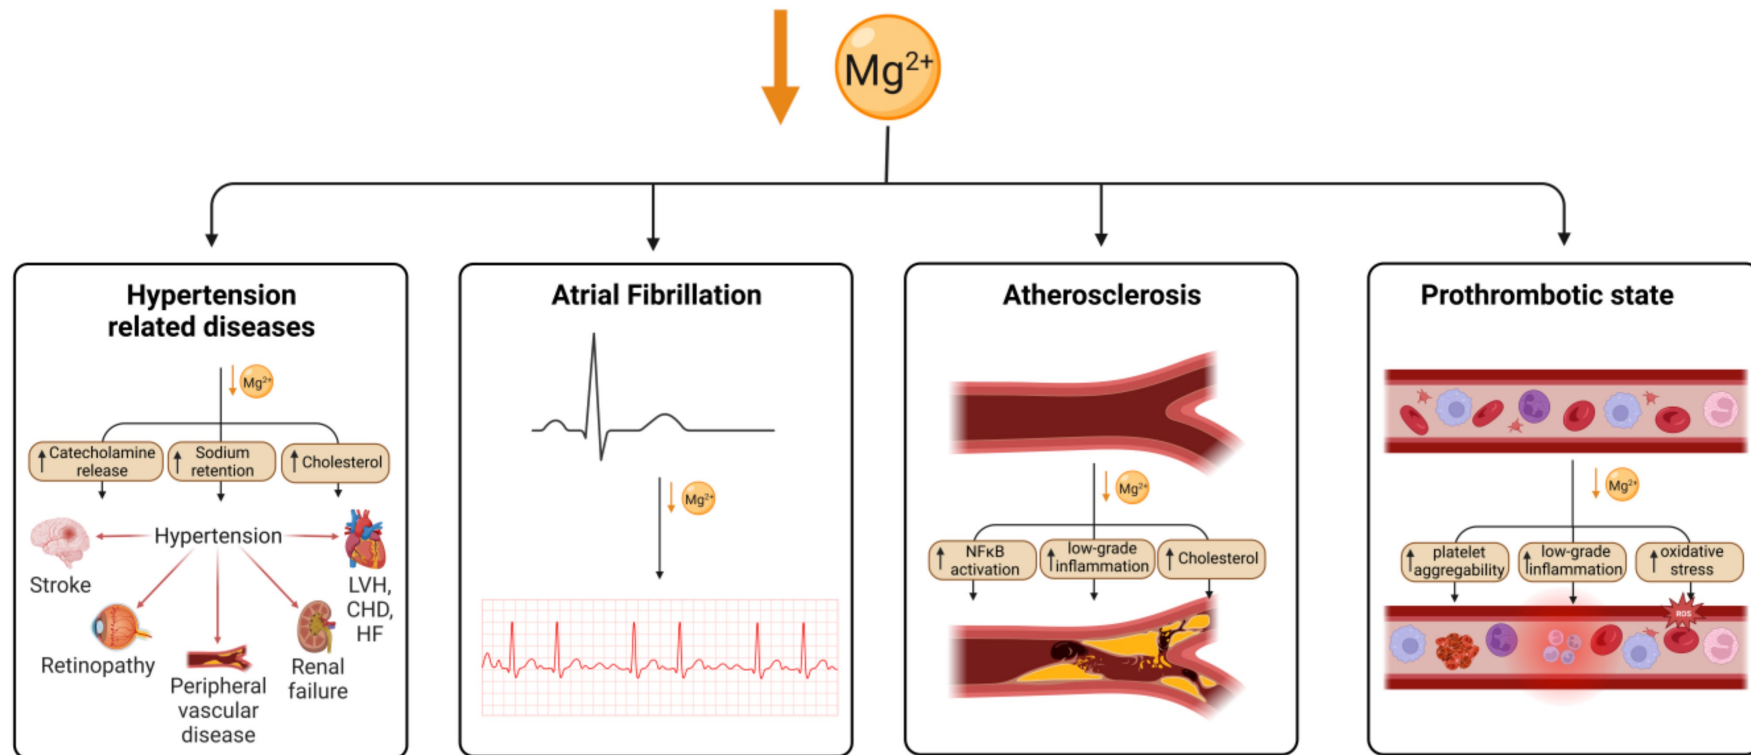 Mg²⁺
Hypertension
related diseases
Mg²⁺
↑ Catecholamine
release
↑ Sodium
retention
↑ Cholesterol
Hypertension
Stroke
Retinopathy
Peripheral
vascular
disease
Renal
failure
LVH,
CHD,
HF
Atrial Fibrillation
Mg²⁺
Atherosclerosis
Mg²⁺
↑ NFκB
activation
↑ low-grade
inflammation
↑ Cholesterol
Prothrombotic state
Mg²⁺
↑ platelet
aggregability
↑ low-grade
inflammation
↑ oxidative
stress
ROS